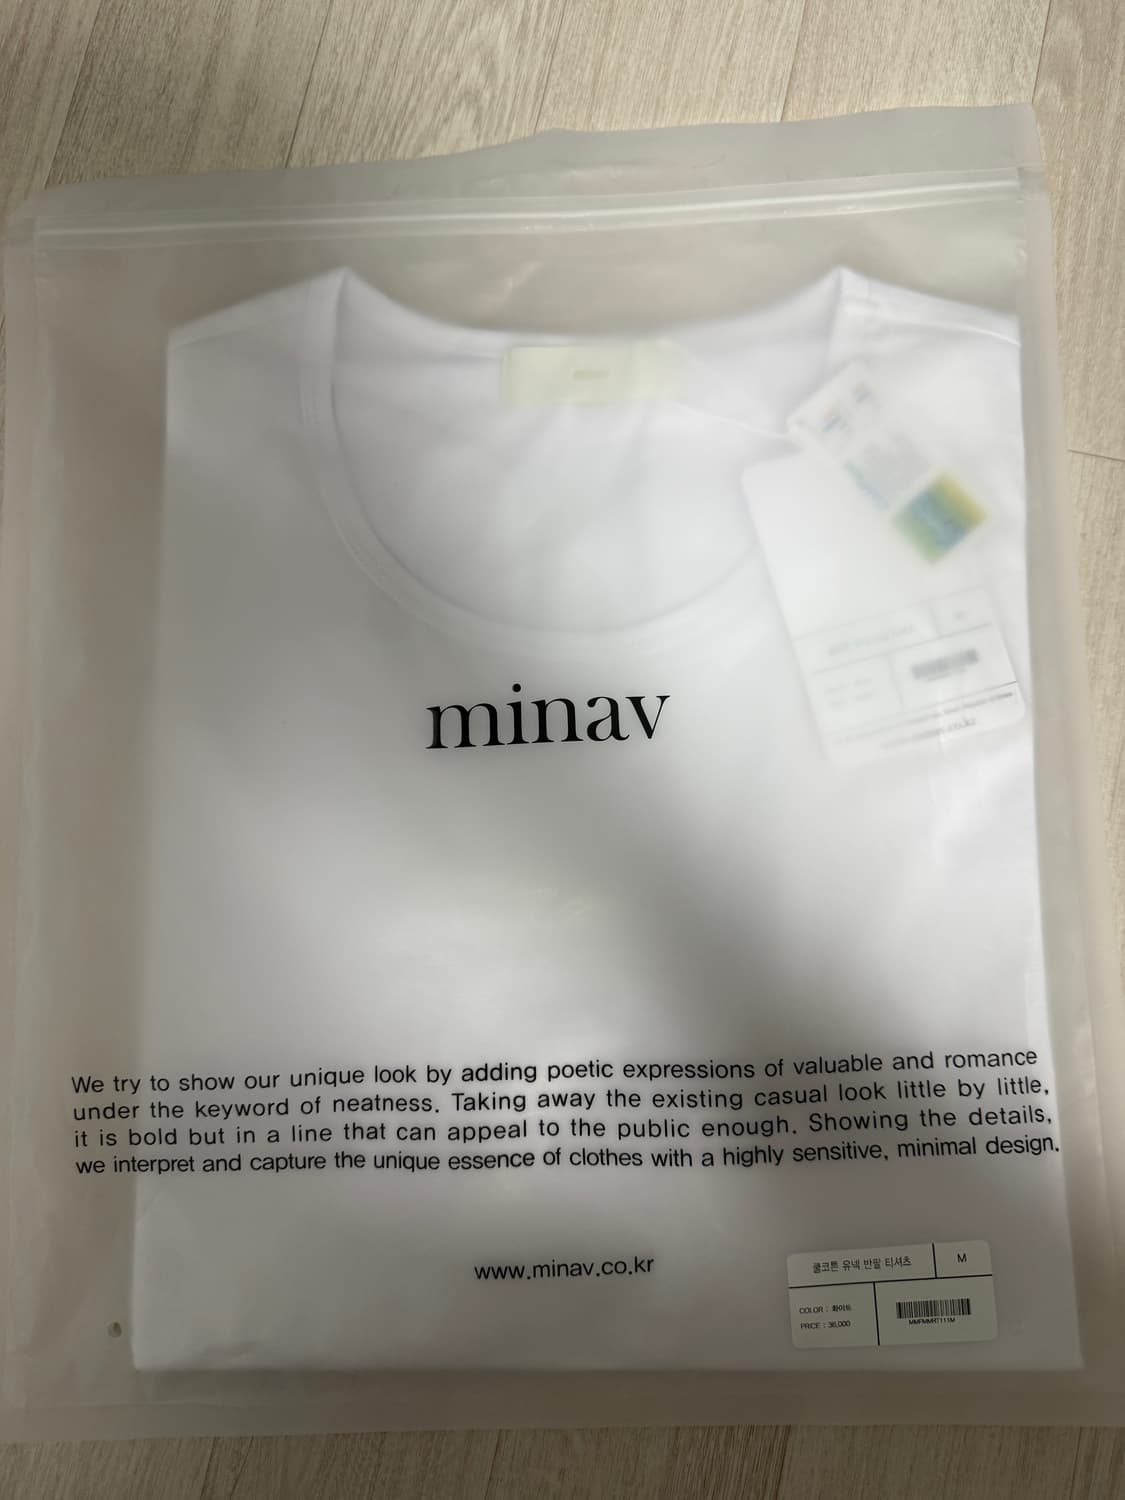 minav
We try to show our unique look by adding poetic expressions of valuable and romance
under the keyword of neatness. Taking away the existing casual look little by little,
it is bold but in a line that can appeal to the public enough. Showing the details,
we interpret and capture the unique essence of clothes with a highly sensitive, minimal design.
www.minav.co.kr
쿨코튼 유넥 반팔 티셔츠
M
COLOR : 화이트
PRICE : 36,000
MMFMMRT111M